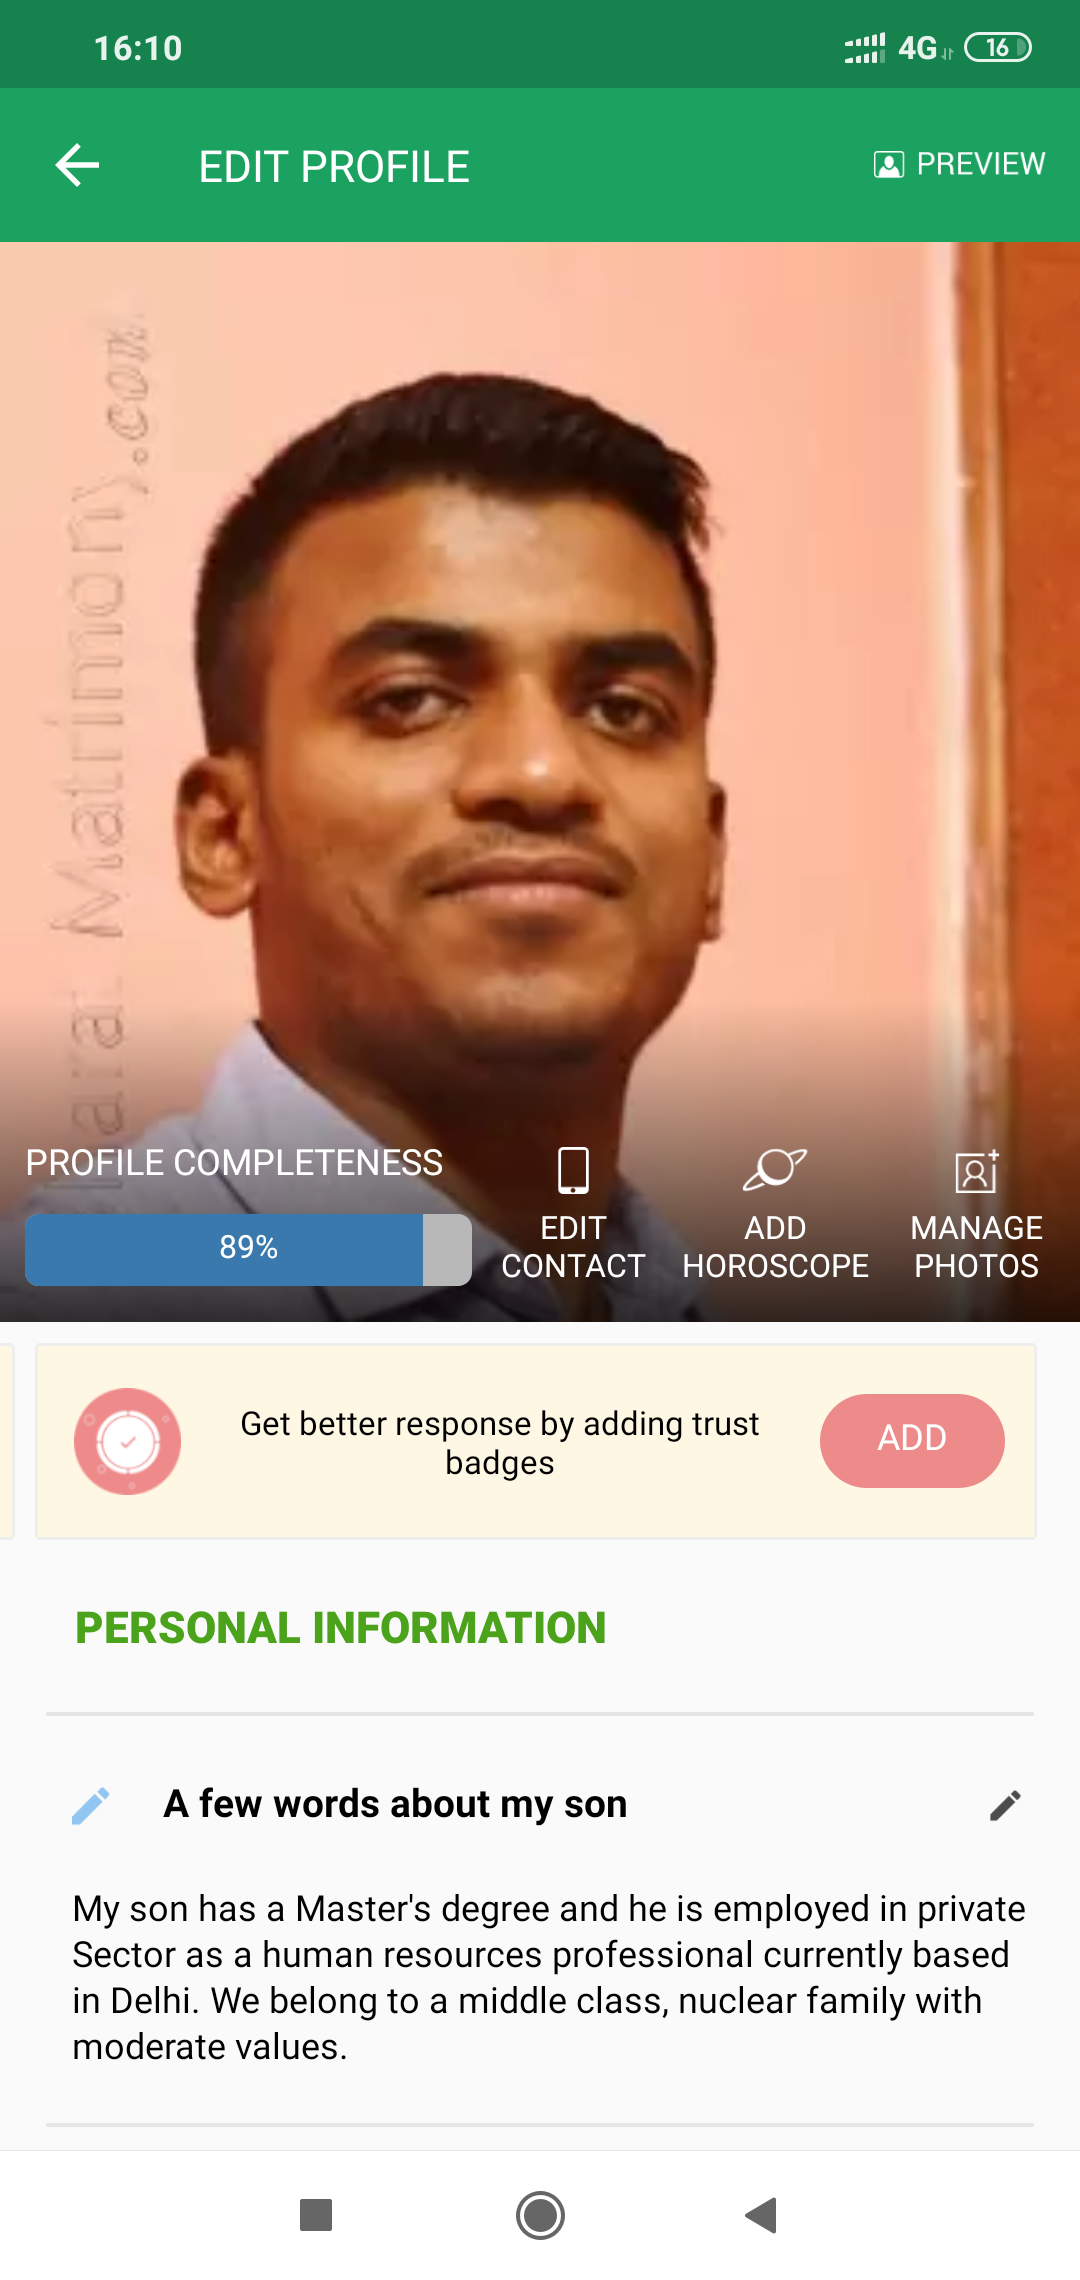 16:10 4G 16
EDIT PROFILE PREVIEW
Matrimony.com
PROFILE COMPLETENESS
89%
EDIT
CONTACT
ADD
HOROSCOPE
MANAGE
PHOTOS
Get better response by adding trust
badges
ADD
PERSONAL INFORMATION
A few words about my son
My son has a Master's degree and he is employed in private
Sector as a human resources professional currently based
in Delhi. We belong to a middle class, nuclear family with
moderate values.